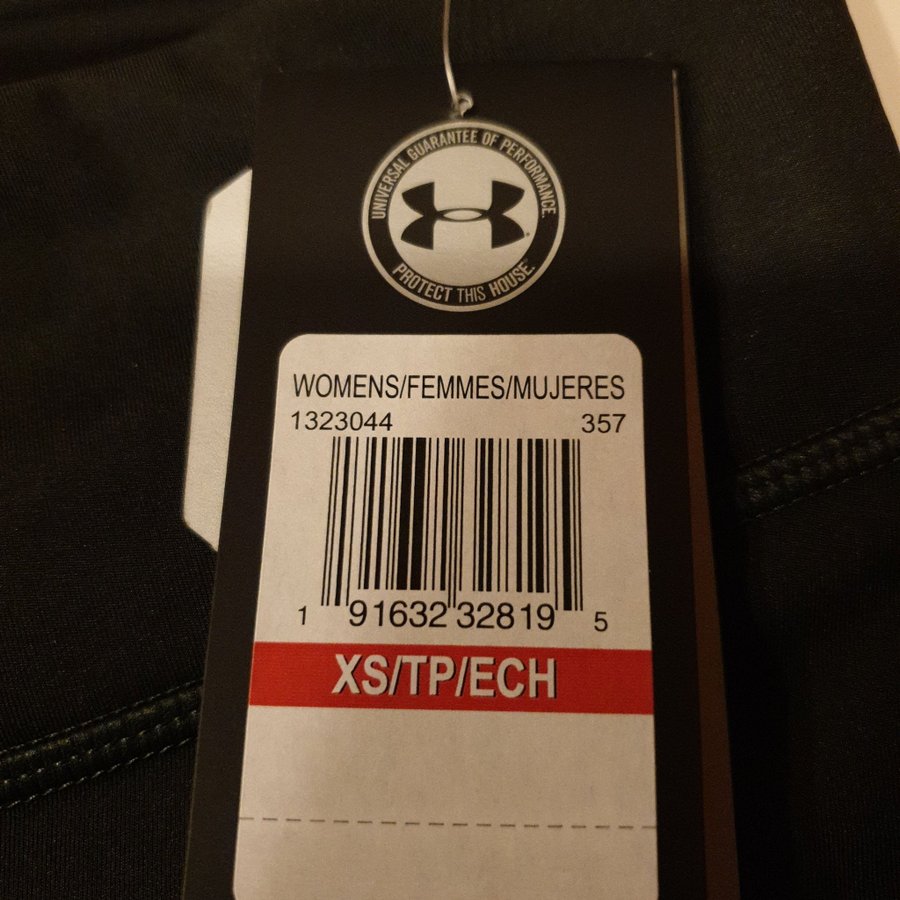 UNIVERSAL GUARANTEE OF PERFORMANCE.
PROTECT THIS HOUSE.
WOMENS/FEMMES/MUJERES
1323044 357
1 91632 32819 5
XS/TP/ECH